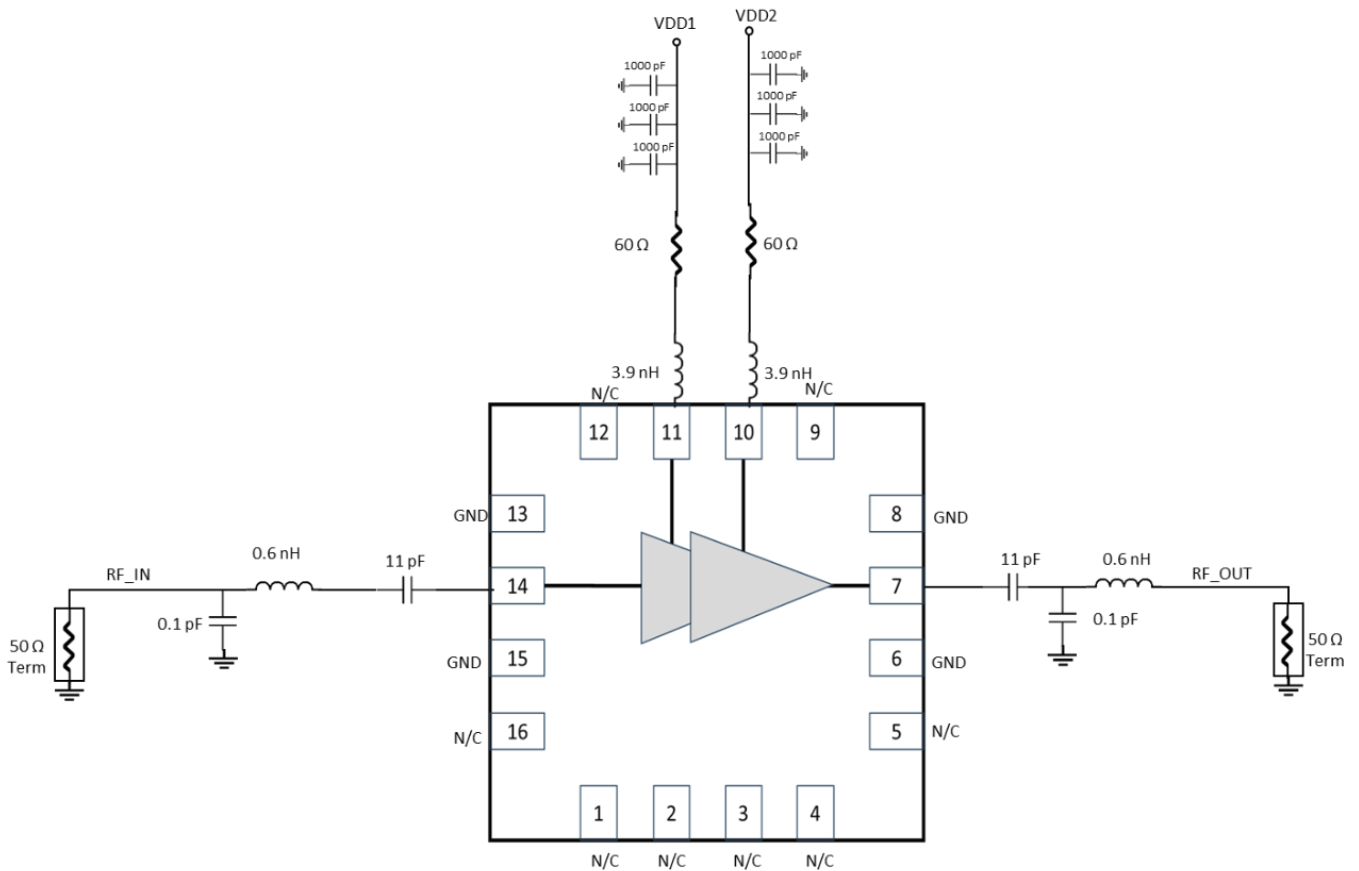 VDD1
VDD2
1000 pF
1000 pF
1000 pF
1000 pF
1000 pF
1000 pF
60 Ω
60 Ω
3.9 nH
3.9 nH
N/C
N/C
12
11
10
9
GND
13
8
GND
RF_IN
0.6 nH
11 pF
14
7
11 pF
0.6 nH
RF_OUT
0.1 pF
0.1 pF
50 Ω
Term
50 Ω
Term
GND
15
6
GND
N/C
16
5
N/C
1
2
3
4
N/C
N/C
N/C
N/C